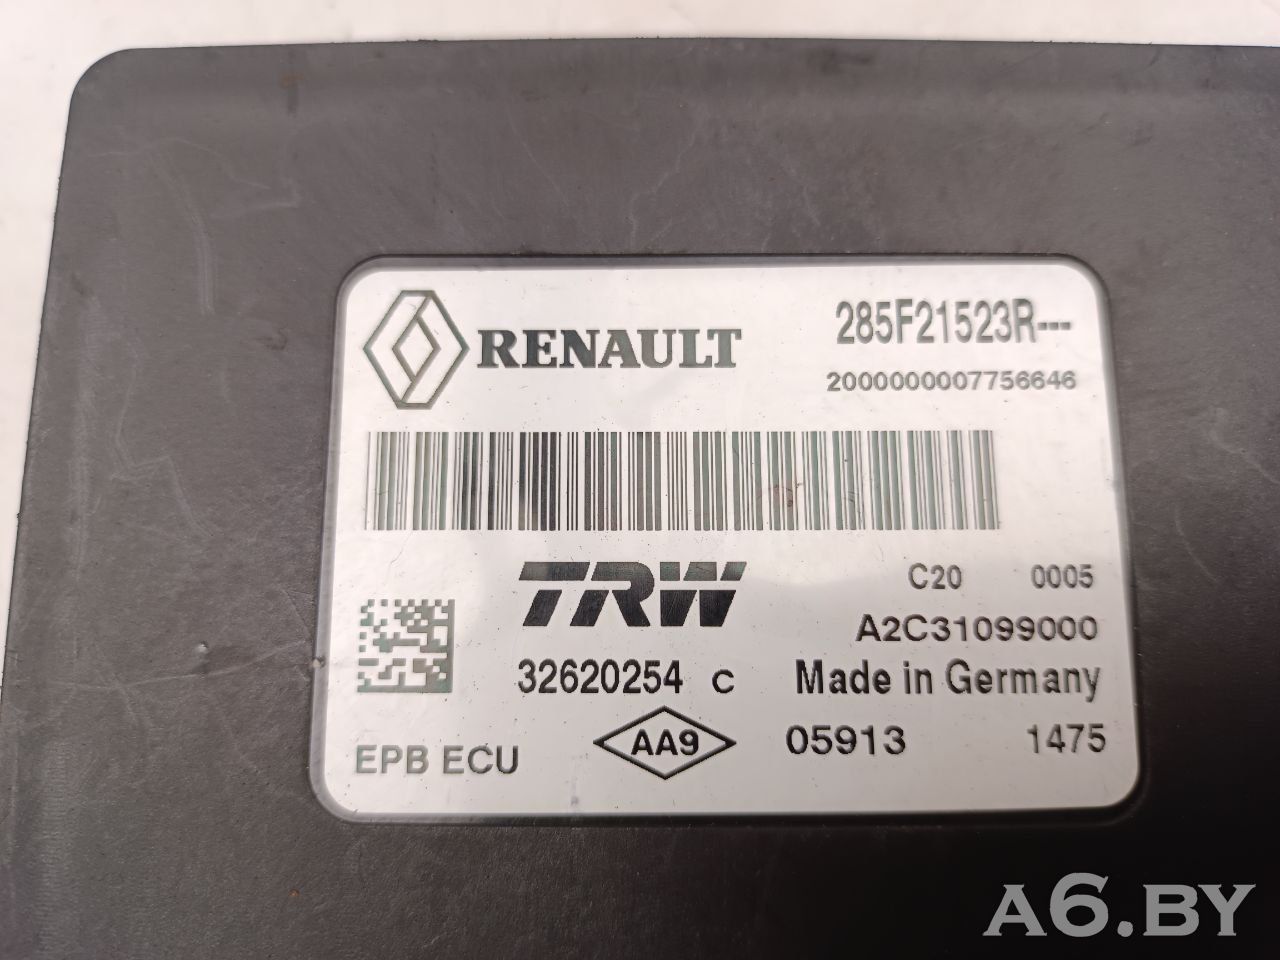 RENAULT
285F21523R---
2000000007756646
TRW
C20 0005
A2C31099000
32620254 C
Made in Germany
EPB ECU
AA9
05913 1475
A6.BY